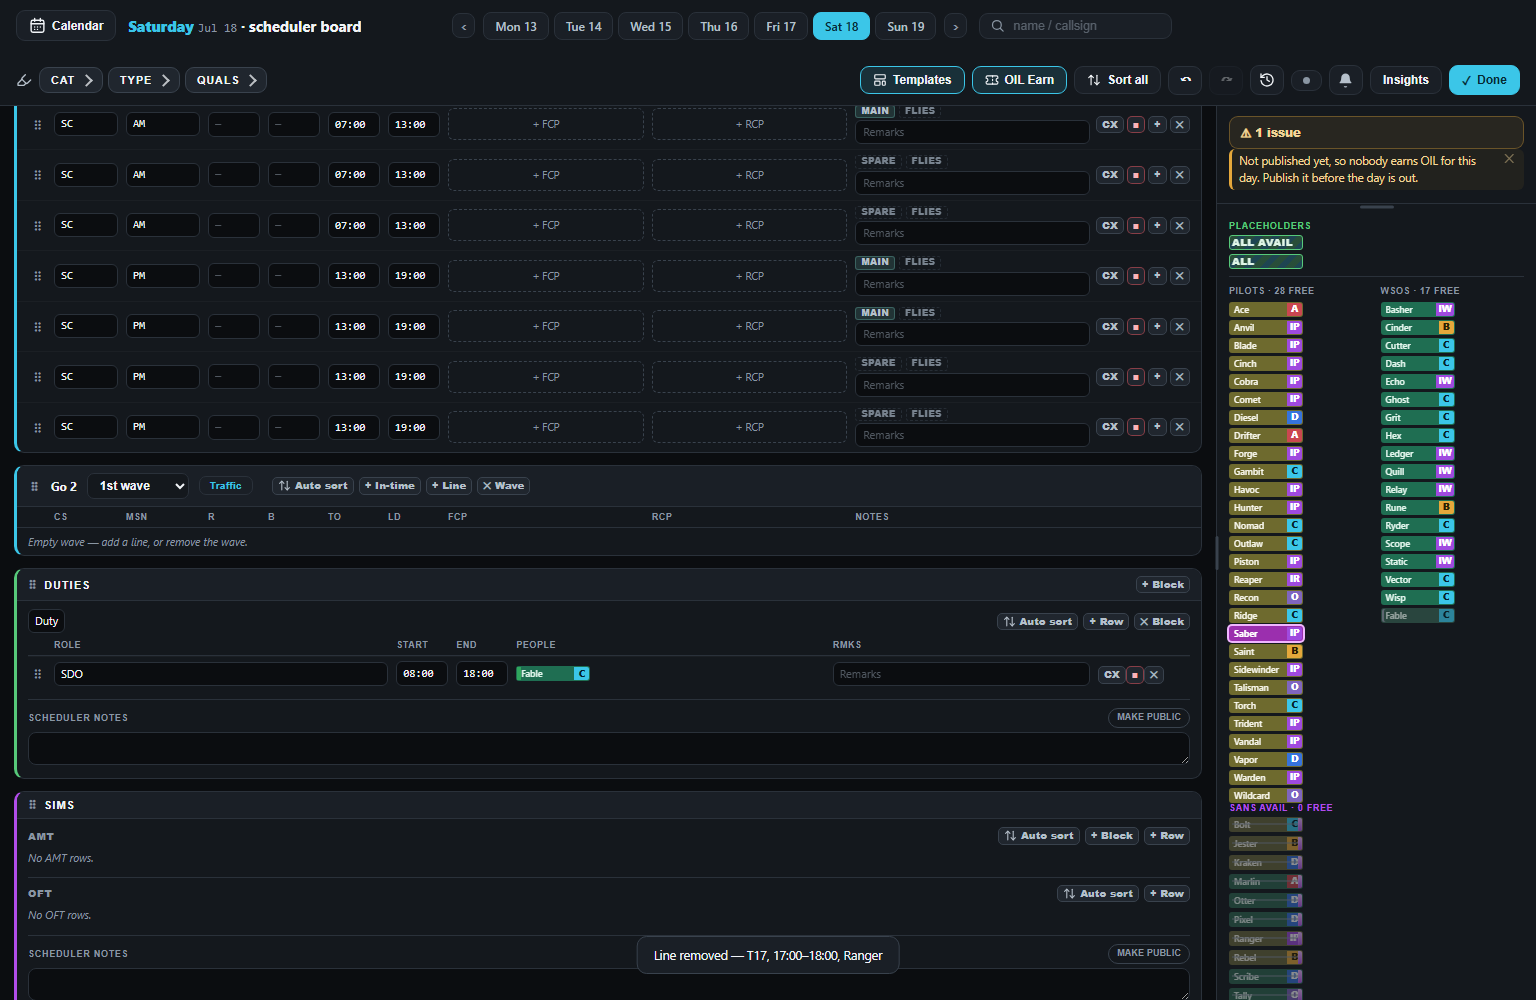 Calendar
Saturday Jul 18 · scheduler board
Mon 13
Tue 14
Wed 15
Thu 16
Fri 17
Sat 18
Sun 19
name / callsign
CAT
TYPE
QUALS
Templates
OIL Earn
Sort all
Insights
✓ Done
SC AM – – 07:00 13:00 + FCP + RCP MAIN FLIES Remarks CX
SC AM – – 07:00 13:00 + FCP + RCP SPARE FLIES Remarks CX
SC AM – – 07:00 13:00 + FCP + RCP SPARE FLIES Remarks CX
SC PM – – 13:00 19:00 + FCP + RCP MAIN FLIES Remarks CX
SC PM – – 13:00 19:00 + FCP + RCP MAIN FLIES Remarks CX
SC PM – – 13:00 19:00 + FCP + RCP SPARE FLIES Remarks CX
SC PM – – 13:00 19:00 + FCP + RCP SPARE FLIES Remarks CX
Go 2 1st wave Traffic Auto sort + In-time + Line ✕ Wave
CS MSN R B TO LD FCP RCP NOTES
Empty wave — add a line, or remove the wave.
DUTIES + Block
Duty Auto sort + Row ✕ Block
ROLE START END PEOPLE RMKS
SDO 08:00 18:00 Fable C Remarks CX
SCHEDULER NOTES MAKE PUBLIC
SIMS
AMT Auto sort + Block + Row
No AMT rows.
OFT Auto sort + Row
No OFT rows.
SCHEDULER NOTES MAKE PUBLIC
Line removed — T17, 17:00–18:00, Ranger
⚠ 1 issue
Not published yet, so nobody earns OIL for this
day. Publish it before the day is out.
PLACEHOLDERS
ALL AVAIL
ALL
PILOTS · 28 FREE
Ace A
Anvil IP
Blade IP
Cinch IP
Cobra IP
Comet IP
Diesel D
Drifter A
Forge IP
Gambit C
Havoc IP
Hunter IP
Nomad C
Outlaw C
Piston IP
Reaper IR
Recon O
Ridge C
Saber IP
Saint B
Sidewinder IP
Talisman O
Torch C
Trident IP
Vandal IP
Vapor D
Warden IP
Wildcard O
WSOS · 17 FREE
Basher IW
Cinder B
Cutter C
Dash C
Echo IW
Ghost C
Grit C
Hex C
Ledger IW
Quill IW
Relay IW
Rune B
Ryder C
Scope IW
Static IW
Vector C
Wisp C
Fable C
SANS AVAIL · 0 FREE
Bolt C
Jester B
Kraken D
Marlin A
Otter D
Pixel D
Ranger IP
Rebel B
Scribe D
Tally O